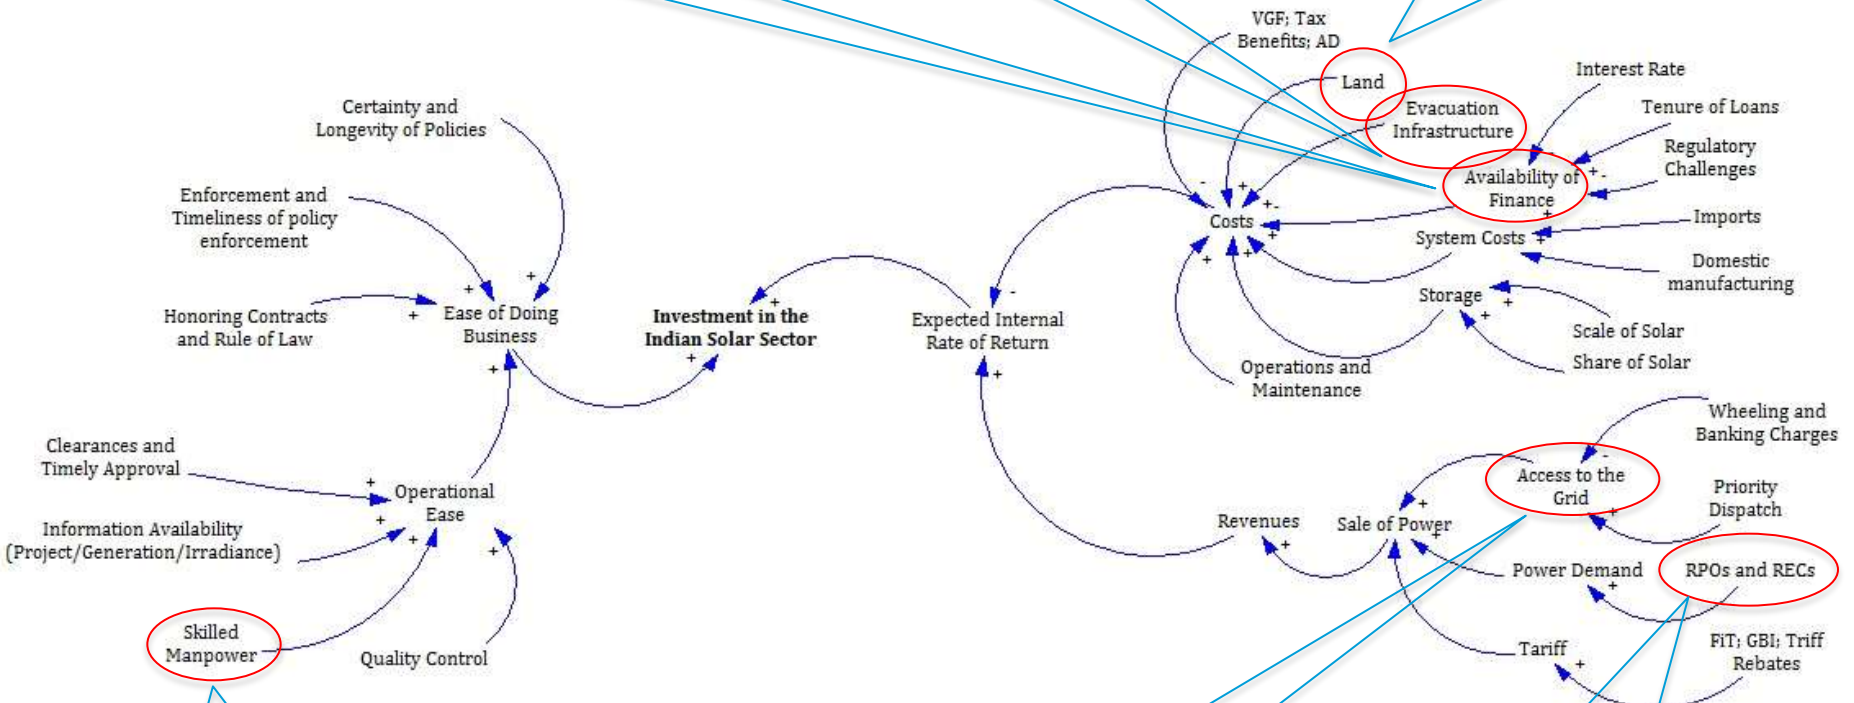 VGF; Tax
Benefits; AD
Land
Evacuation
Infrastructure
Interest Rate
Tenure of Loans
Regulatory
Challenges
Availability of
Finance
Imports
System Costs
Domestic
manufacturing
Costs
Storage
Scale of Solar
Share of Solar
Operations and
Maintenance
Certainty and
Longevity of Policies
Enforcement and
Timeliness of policy
enforcement
Honoring Contracts
and Rule of Law
Ease of Doing
Business
Investment in the
Indian Solar Sector
Expected Internal
Rate of Return
Clearances and
Timely Approval
Operational
Ease
Information Availability
(Project/Generation/Irradiance)
Skilled
Manpower
Quality Control
Revenues
Sale of Power
Wheeling and
Banking Charges
Access to the
Grid
Priority
Dispatch
Power Demand
RPOs and RECs
Tariff
FiT; GBI; Triff
Rebates